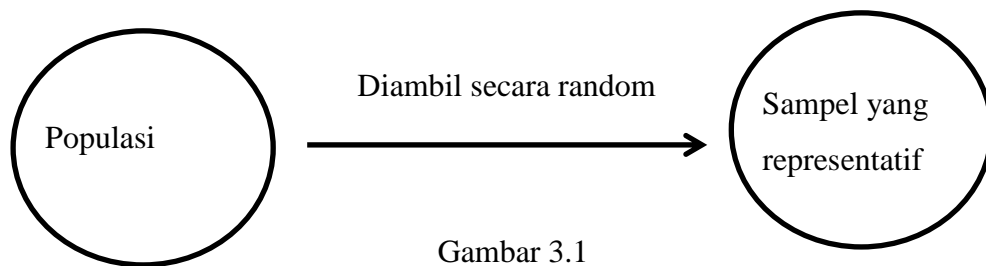 Populasi
Diambil secara random
Sampel yang
representatif
Gambar 3.1